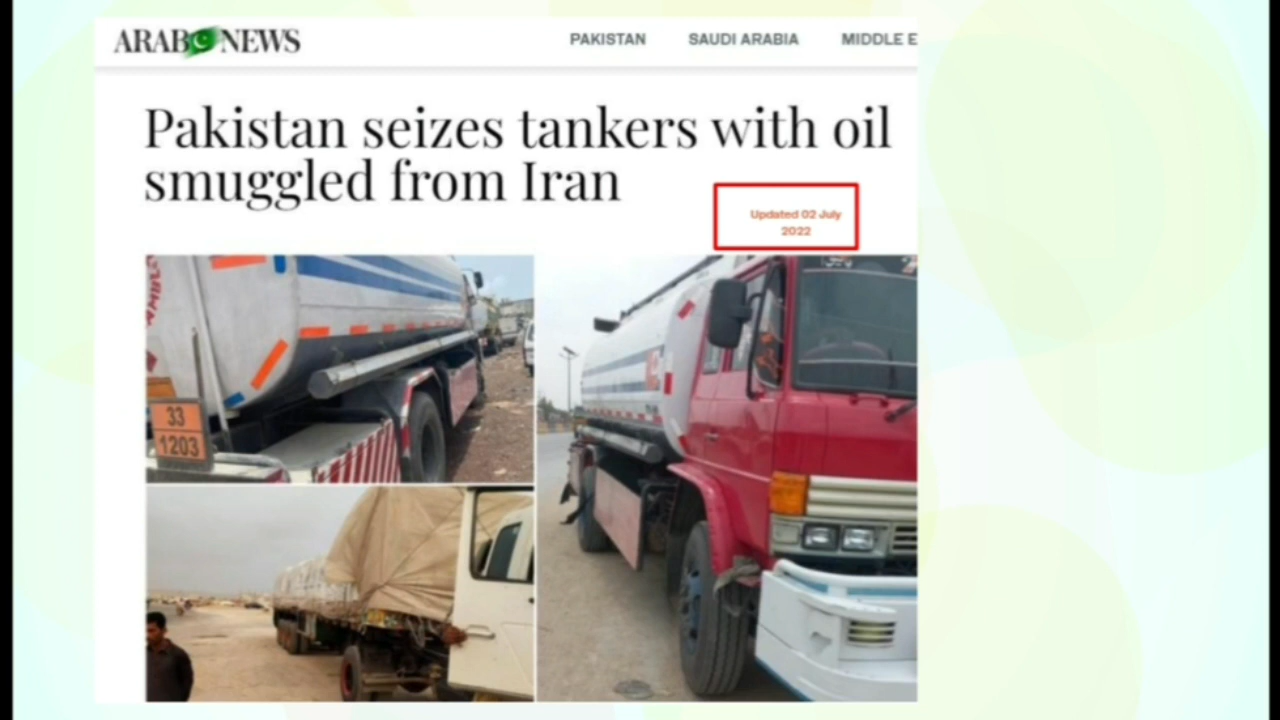 ARAB NEWS
PAKISTAN SAUDI ARABIA MIDDLE E
Pakistan seizes tankers with oil
smuggled from Iran
Updated 02 July
2022
33
1203